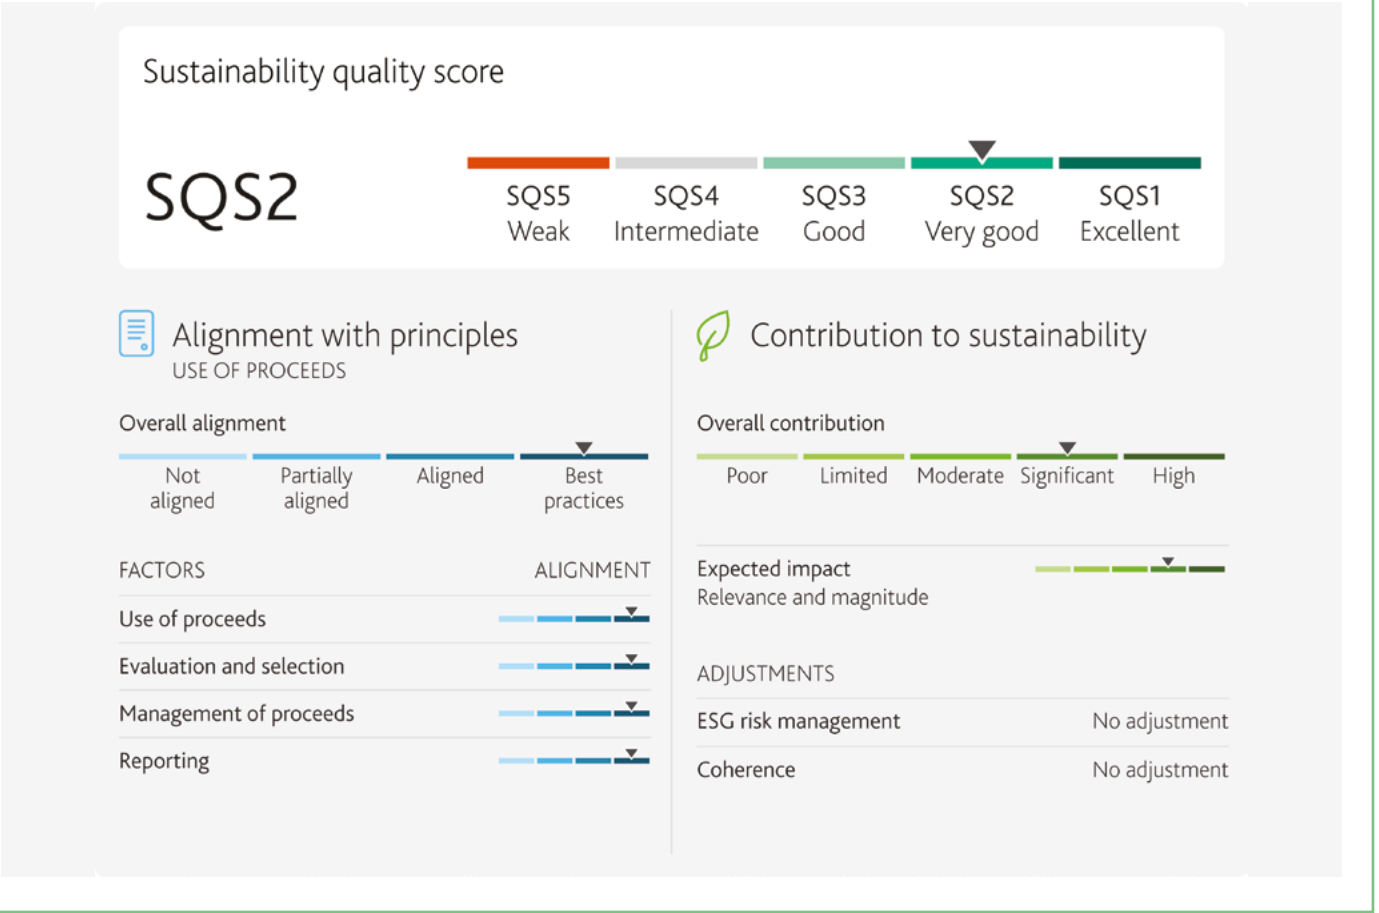 Sustainability quality score
SQS2
SQS5 SQS4 SQS3 SQS2 SQS1
Weak Intermediate Good Very good Excellent
Alignment with principles
USE OF PROCEEDS
Overall alignment
Not Partially Aligned Best
aligned aligned practices
FACTORS ALIGNMENT
Use of proceeds
Evaluation and selection
Management of proceeds
Reporting
Contribution to sustainability
Overall contribution
Poor Limited Moderate Significant High
Expected impact
Relevance and magnitude
ADJUSTMENTS
ESG risk management No adjustment
Coherence No adjustment